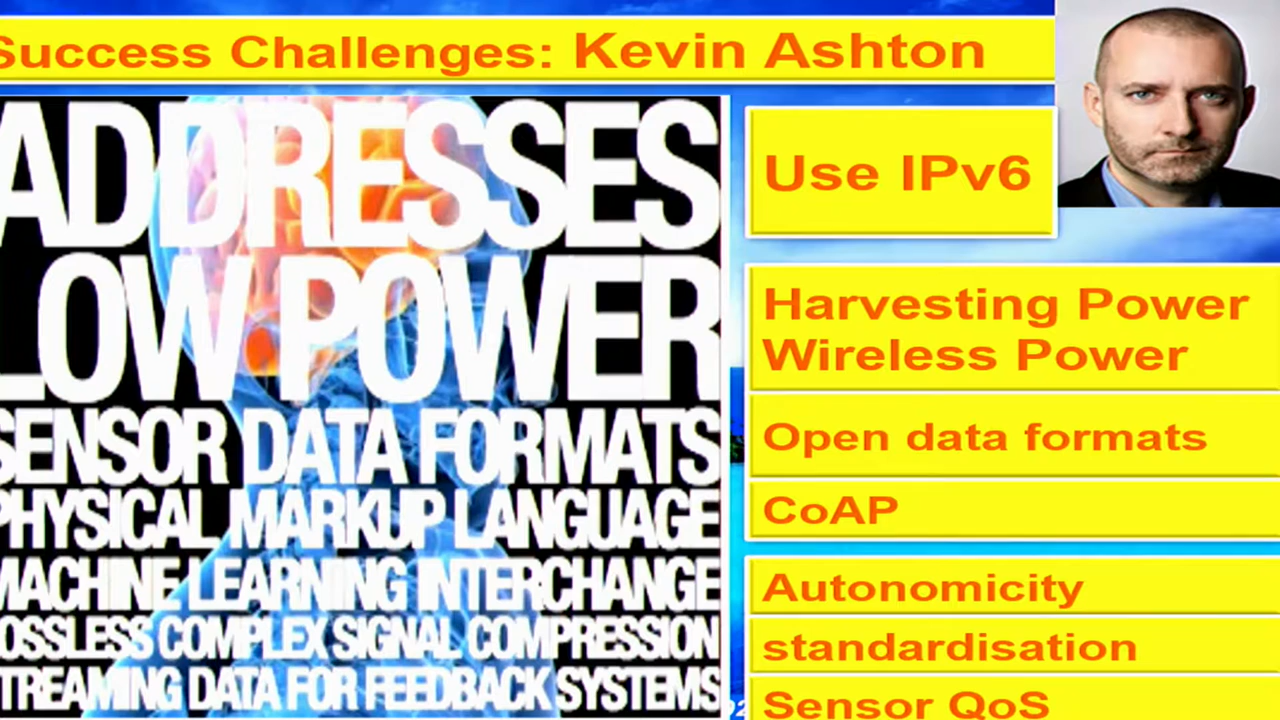 Success Challenges: Kevin Ashton
ADDRESSES
LOW POWER
SENSOR DATA FORMATS
PHYSICAL MARKUP LANGUAGE
MACHINE LEARNING INTERCHANGE
OSSLESS COMPLEX SIGNAL COMPRESSION
TREAMING DATA FOR FEEDBACK SYSTEMS
Use IPv6
Harvesting Power
Wireless Power
Open data formats
CoAP
Autonomicity
standardisation
Sensor QoS